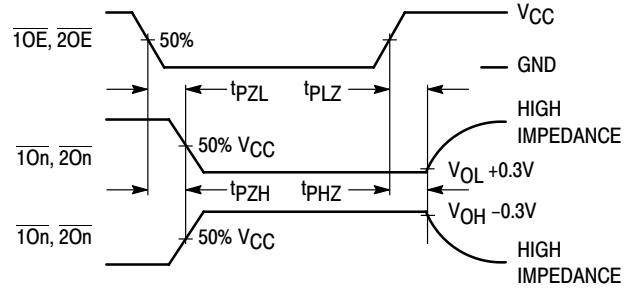 VCC
1OE, 2OE
50%
GND
tPZL
tPLZ
HIGH
IMPEDANCE
1On, 2On
50% VCC
VOL +0.3V
tPZH
tPHZ
VOH −0.3V
1On, 2On
50% VCC
HIGH
IMPEDANCE